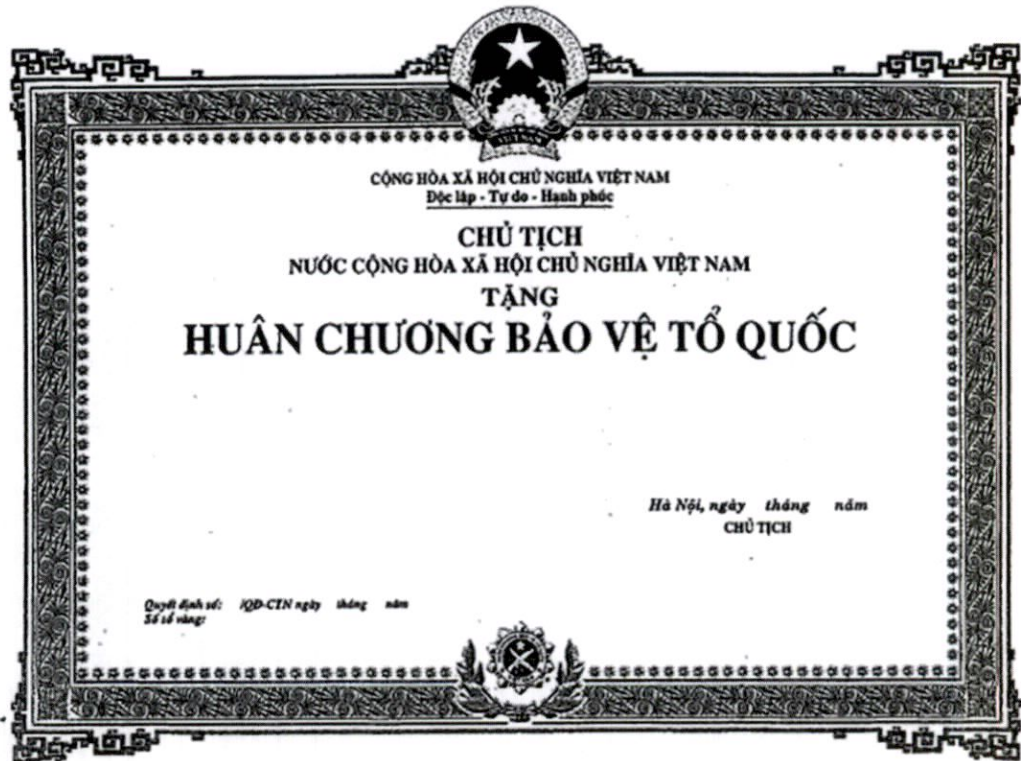 CỘNG HÒA XÃ HỘI CHỦ NGHĨA VIỆT NAM
Độc lập - Tự do - Hạnh phúc
CHỦ TỊCH
NƯỚC CỘNG HÒA XÃ HỘI CHỦ NGHĨA VIỆT NAM
TẶNG
HUÂN CHƯƠNG BẢO VỆ TỔ QUỐC
Hà Nội, ngày tháng năm
CHỦ TỊCH
Quyết định số: /QĐ-CTN ngày tháng năm
Số sổ vàng: